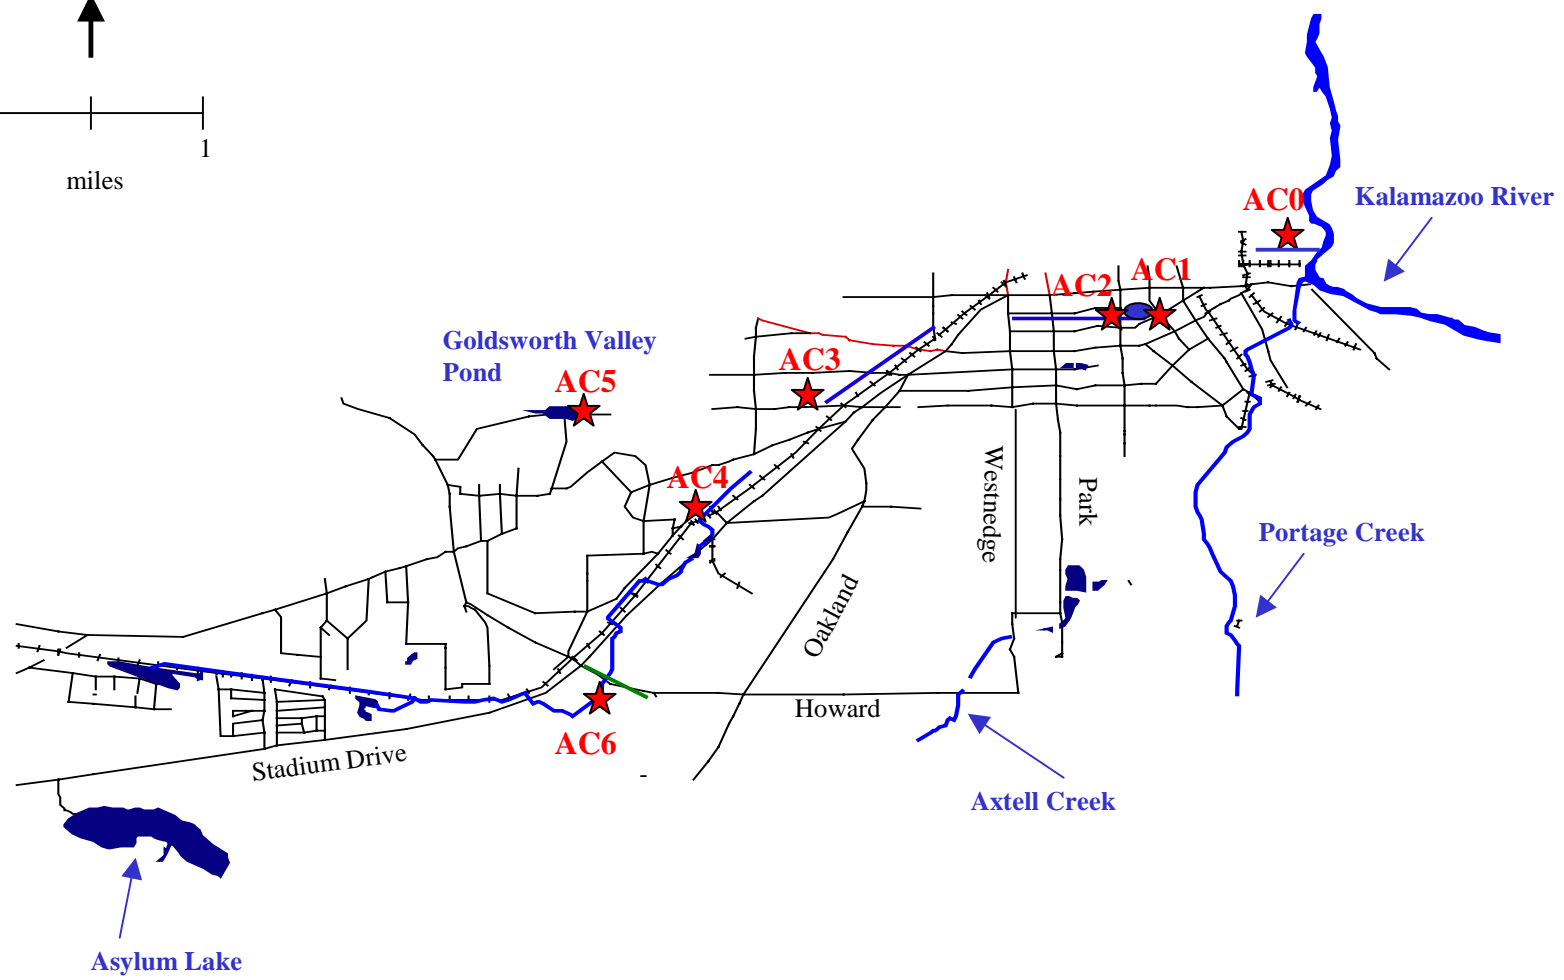 1
miles
AC0
Kalamazoo River
AC1
AC2
Goldsworth Valley
Pond
AC3
AC5
AC4
Westnedge
Park
Portage Creek
Oakland
Howard
AC6
Stadium Drive
Axtell Creek
Asylum Lake